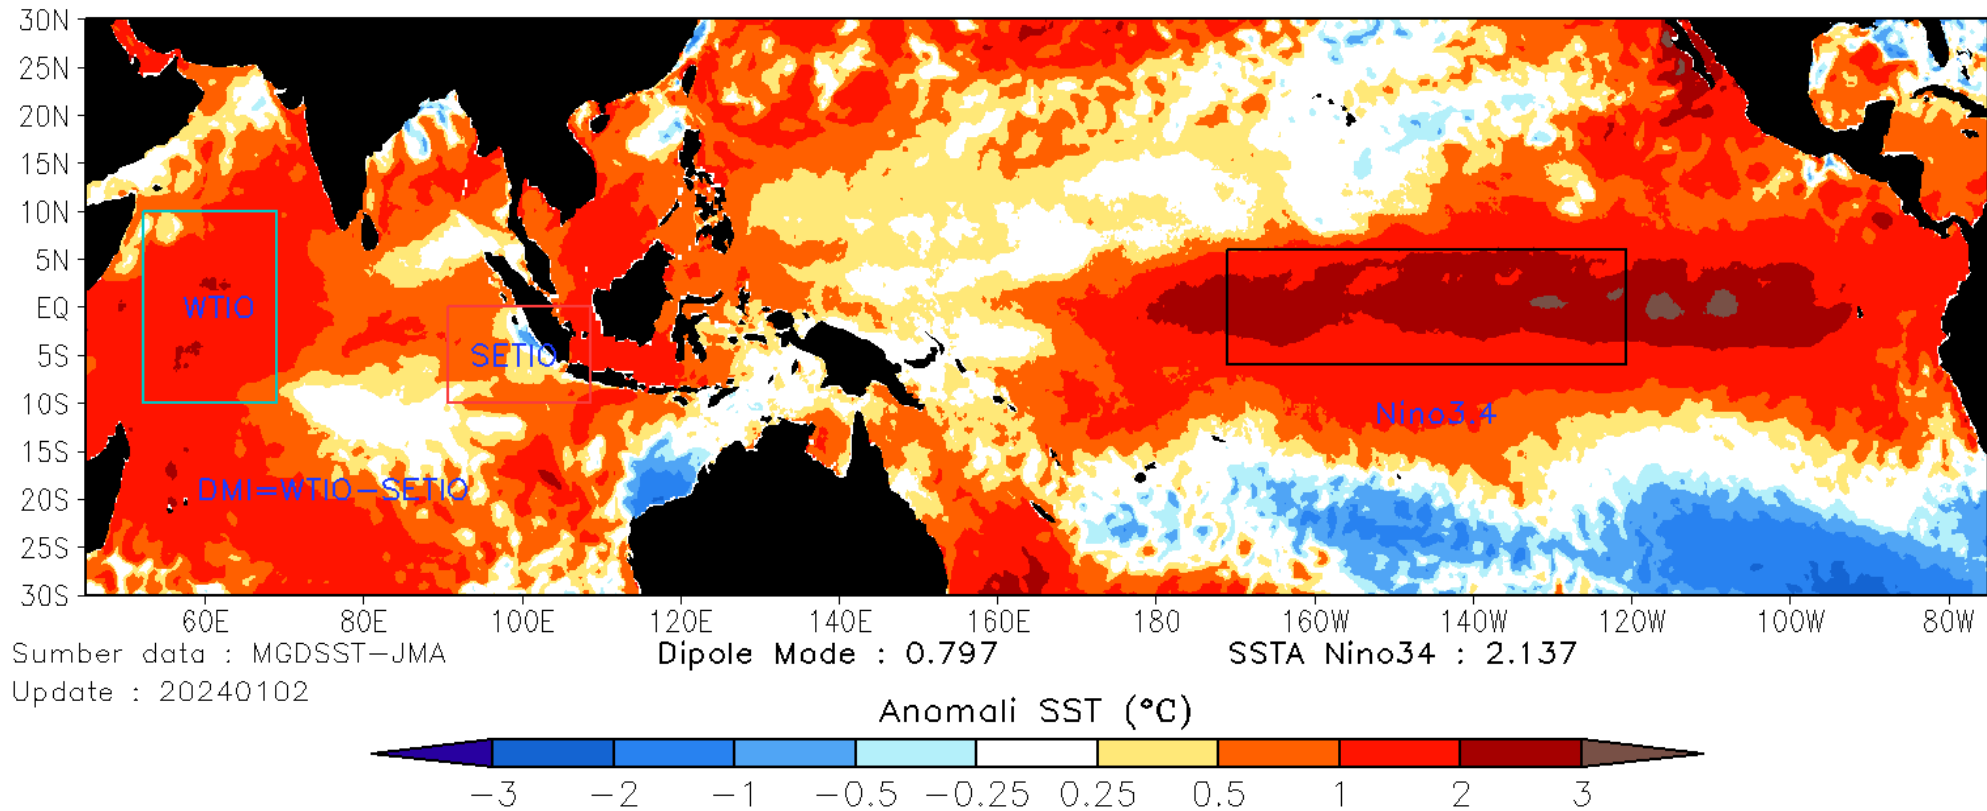 30N
25N
20N
15N
10N
5N
EQ
5S
10S
15S
20S
25S
30S
WTIO
SETIO
Nino3.4
DMI=WTIO-SETIO
60E 80E 100E 120E 140E 160E 180 160W 140W 120W 100W 80W
Sumber data : MGDSST-JMA Dipole Mode : 0.797 SSTA Nino34 : 2.137
Update : 20240102
Anomali SST (°C)
-3 -2 -1 -0.5 -0.25 0.25 0.5 1 2 3